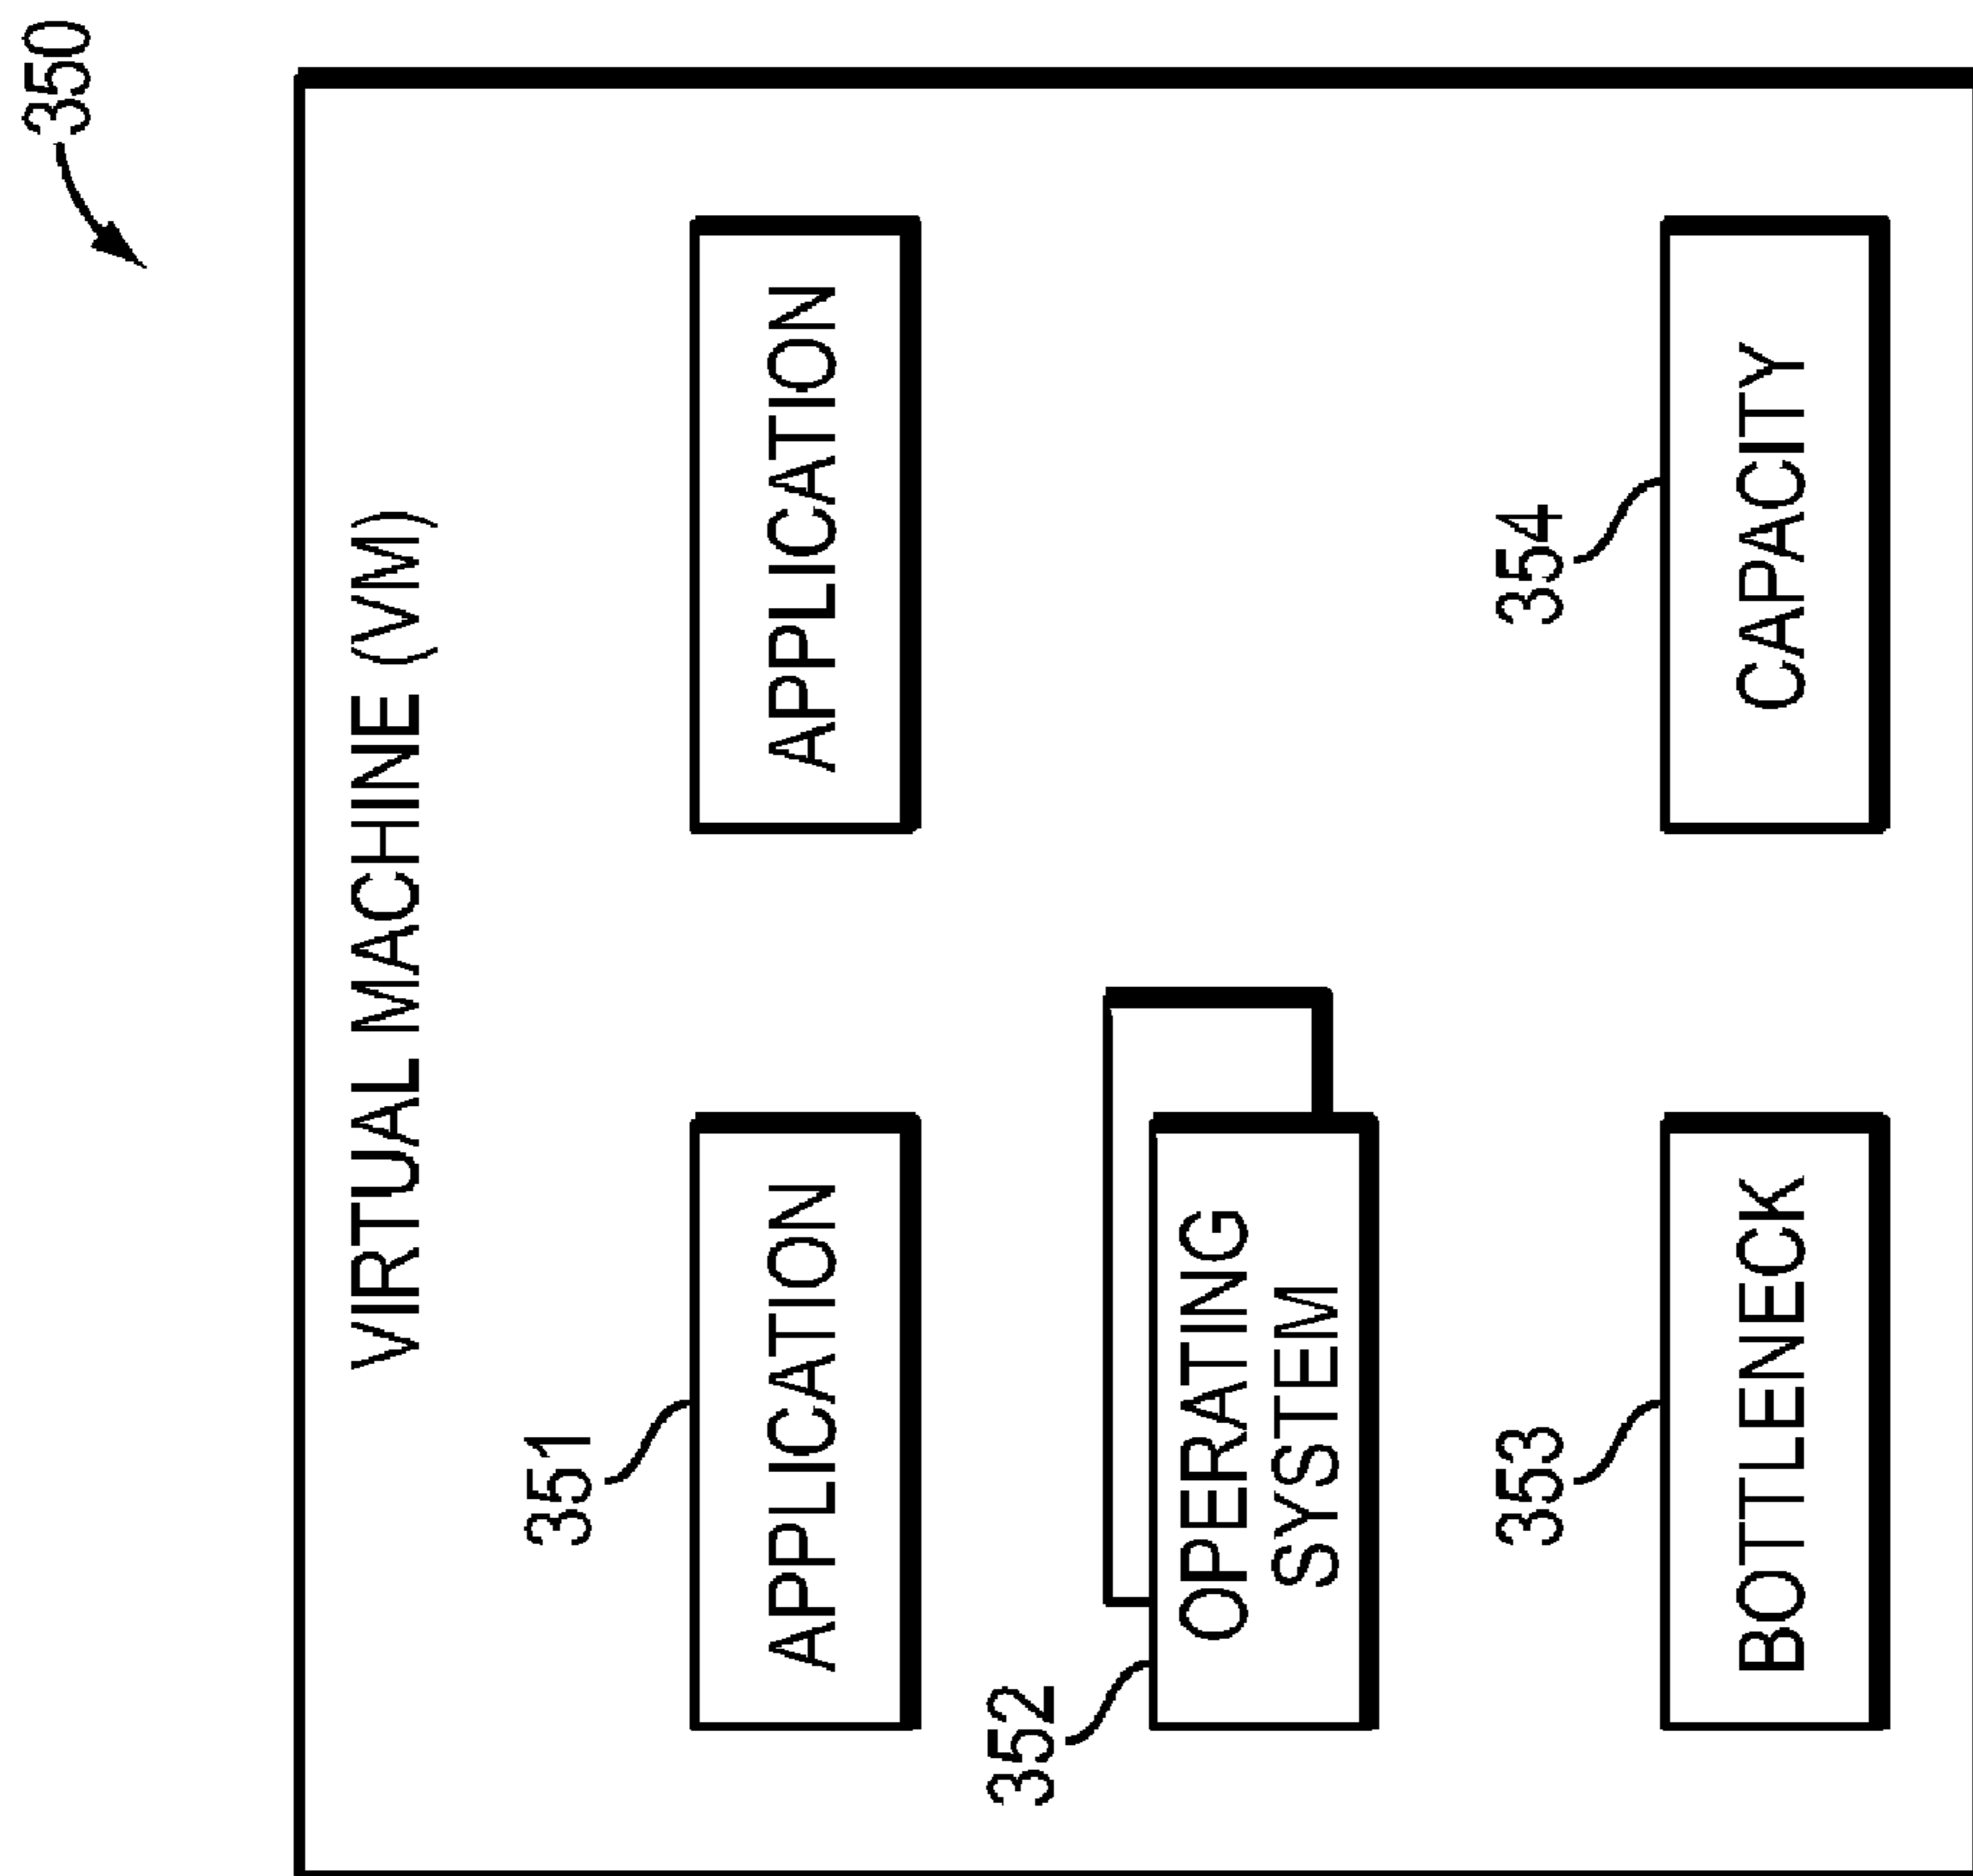 350
VIRTUAL MACHINE (VM)
351
APPLICATION
APPLICATION
352
OPERATING
SYSTEM
353
BOTTLENECK
354
CAPACITY